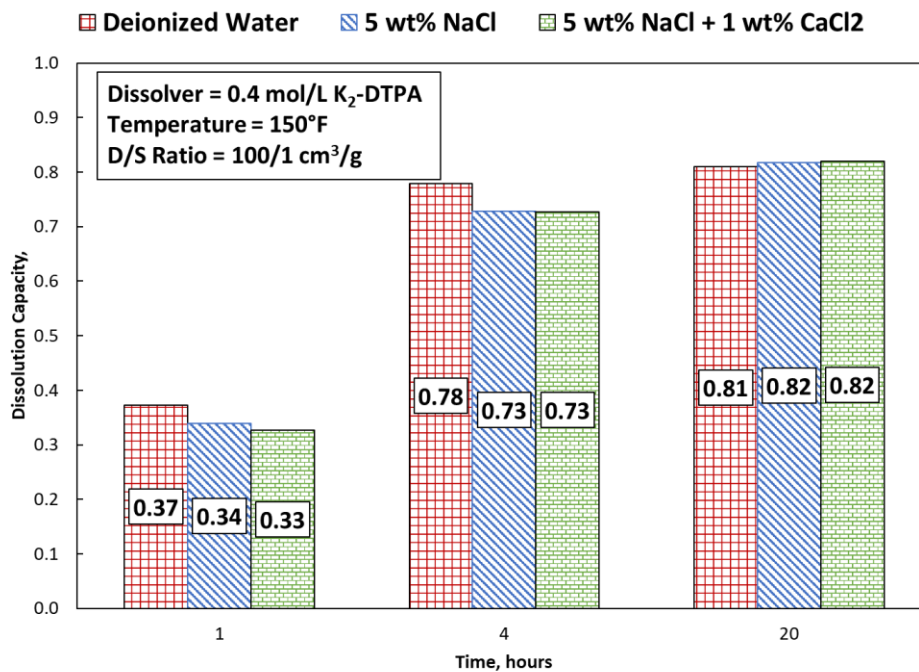 Deionized Water 5 wt% NaCl 5 wt% NaCl + 1 wt% CaCl2
Dissolver = 0.4 mol/L K₂-DTPA
Temperature = 150°F
D/S Ratio = 100/1 cm³/g
Dissolution Capacity,
1.0
0.9
0.8
0.7
0.6
0.5
0.4
0.3
0.2
0.1
0.0
0.37 0.34 0.33
0.78 0.73 0.73
0.81 0.82 0.82
1 4 20
Time, hours